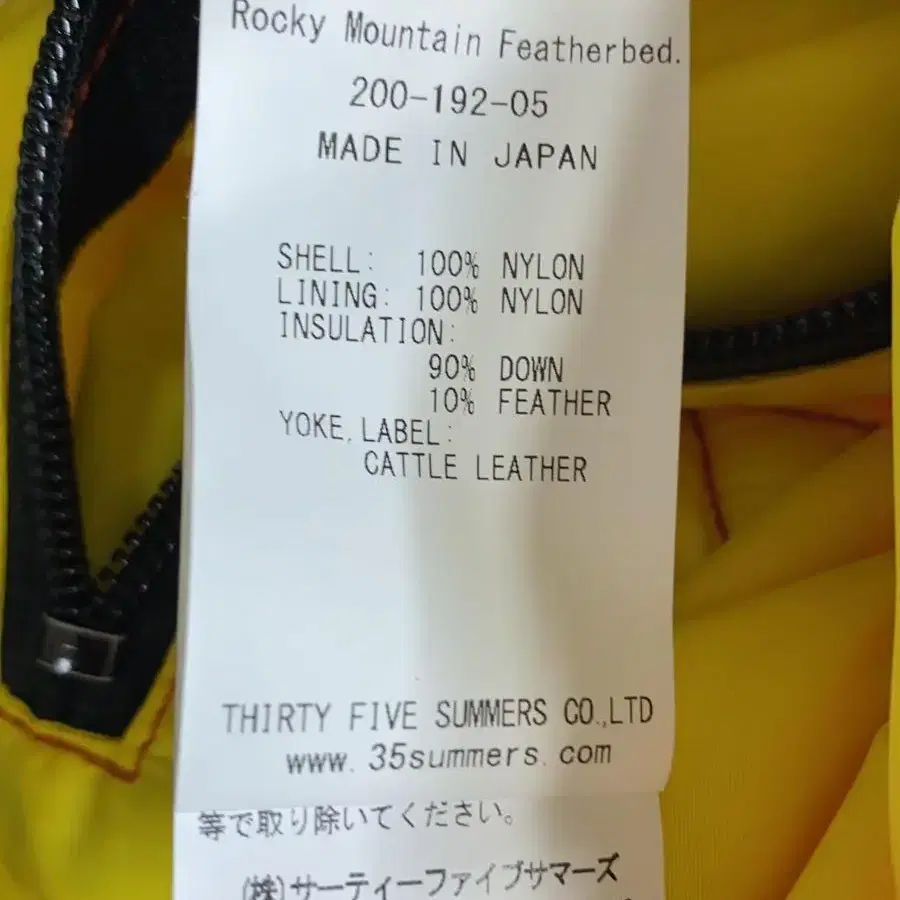 Rocky Mountain Featherbed.
200-192-05
MADE IN JAPAN
SHELL: 100% NYLON
LINING: 100% NYLON
INSULATION:
90% DOWN
10% FEATHER
YOKE, LABEL:
CATTLE LEATHER
THIRTY FIVE SUMMERS CO.,LTD
www.35summers.com
等で取り除いてください。
(株)サーティーファイブサマーズ